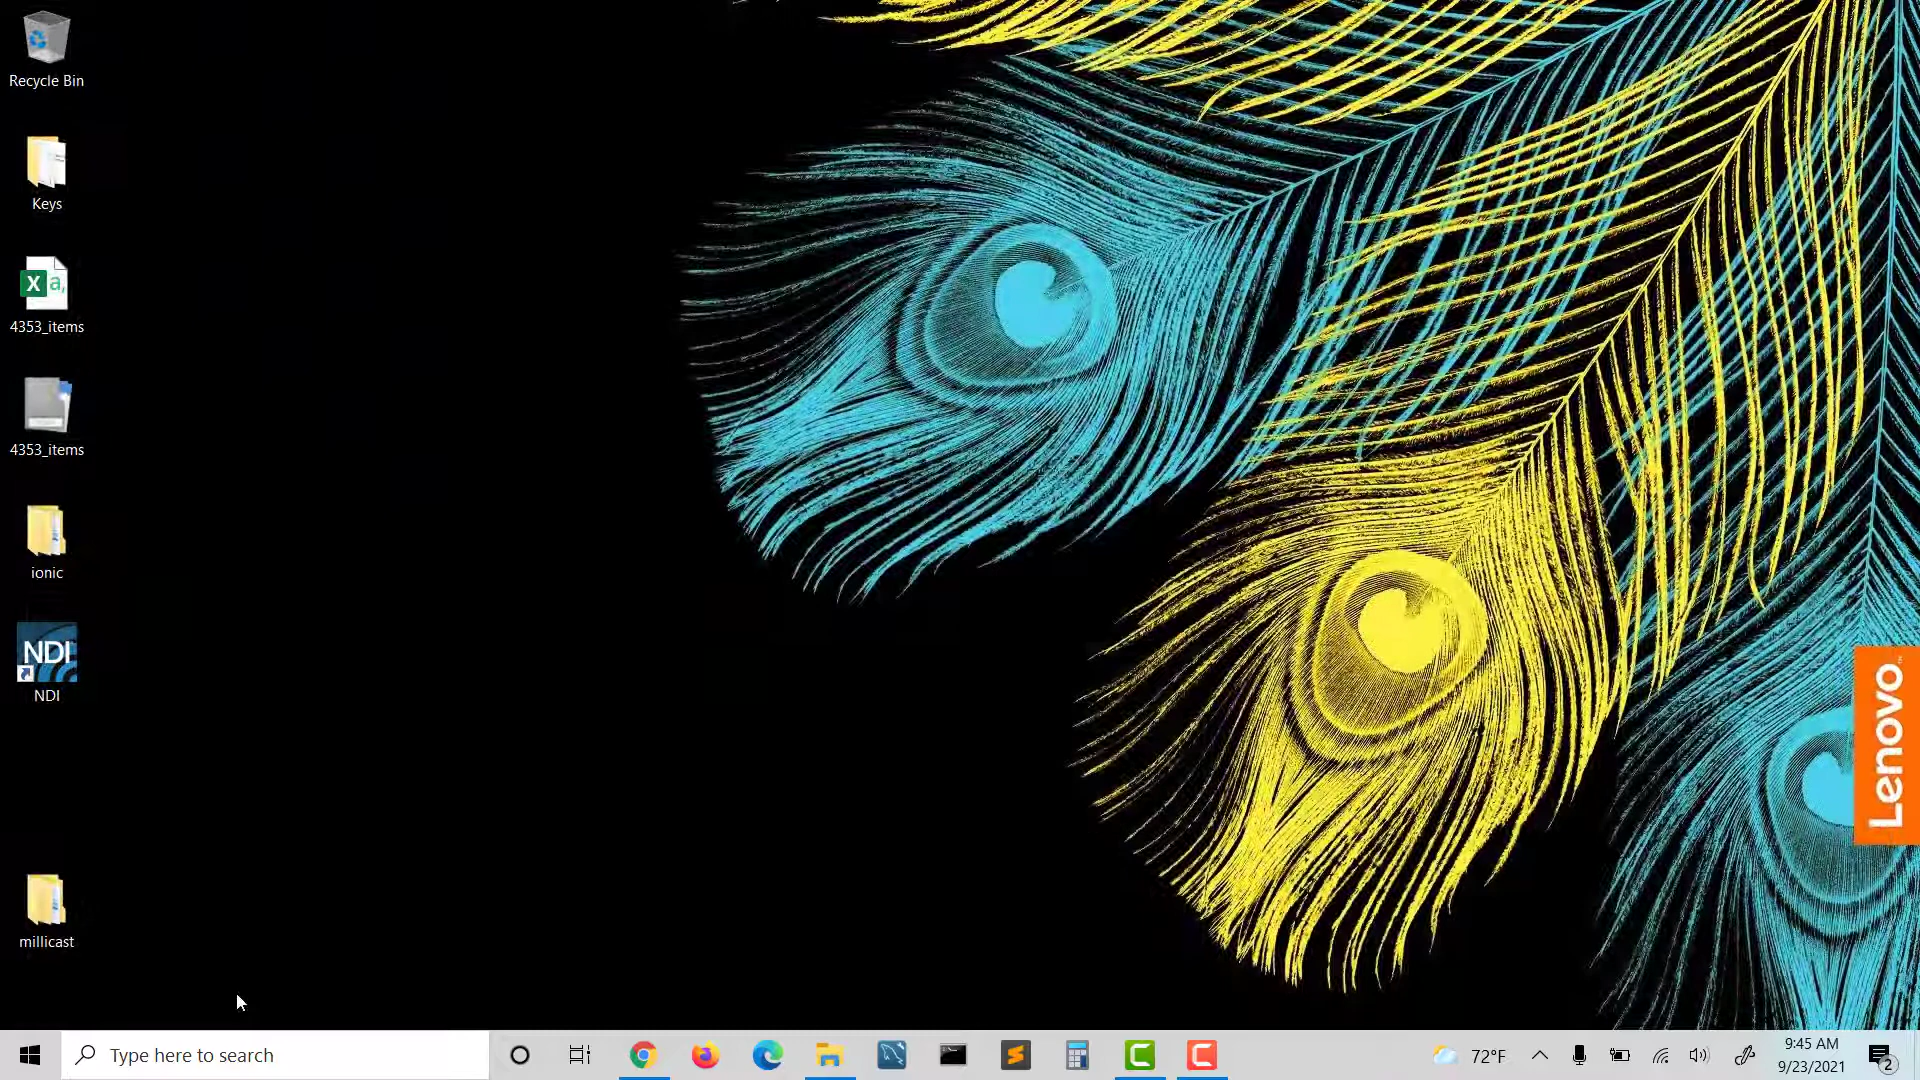 Recycle Bin
Keys
X a,
4353_items
4353_items
ionic
NDI
NDI
millicast
Lenovo
Type here to search
72°F
9:45 AM
9/23/2021
2